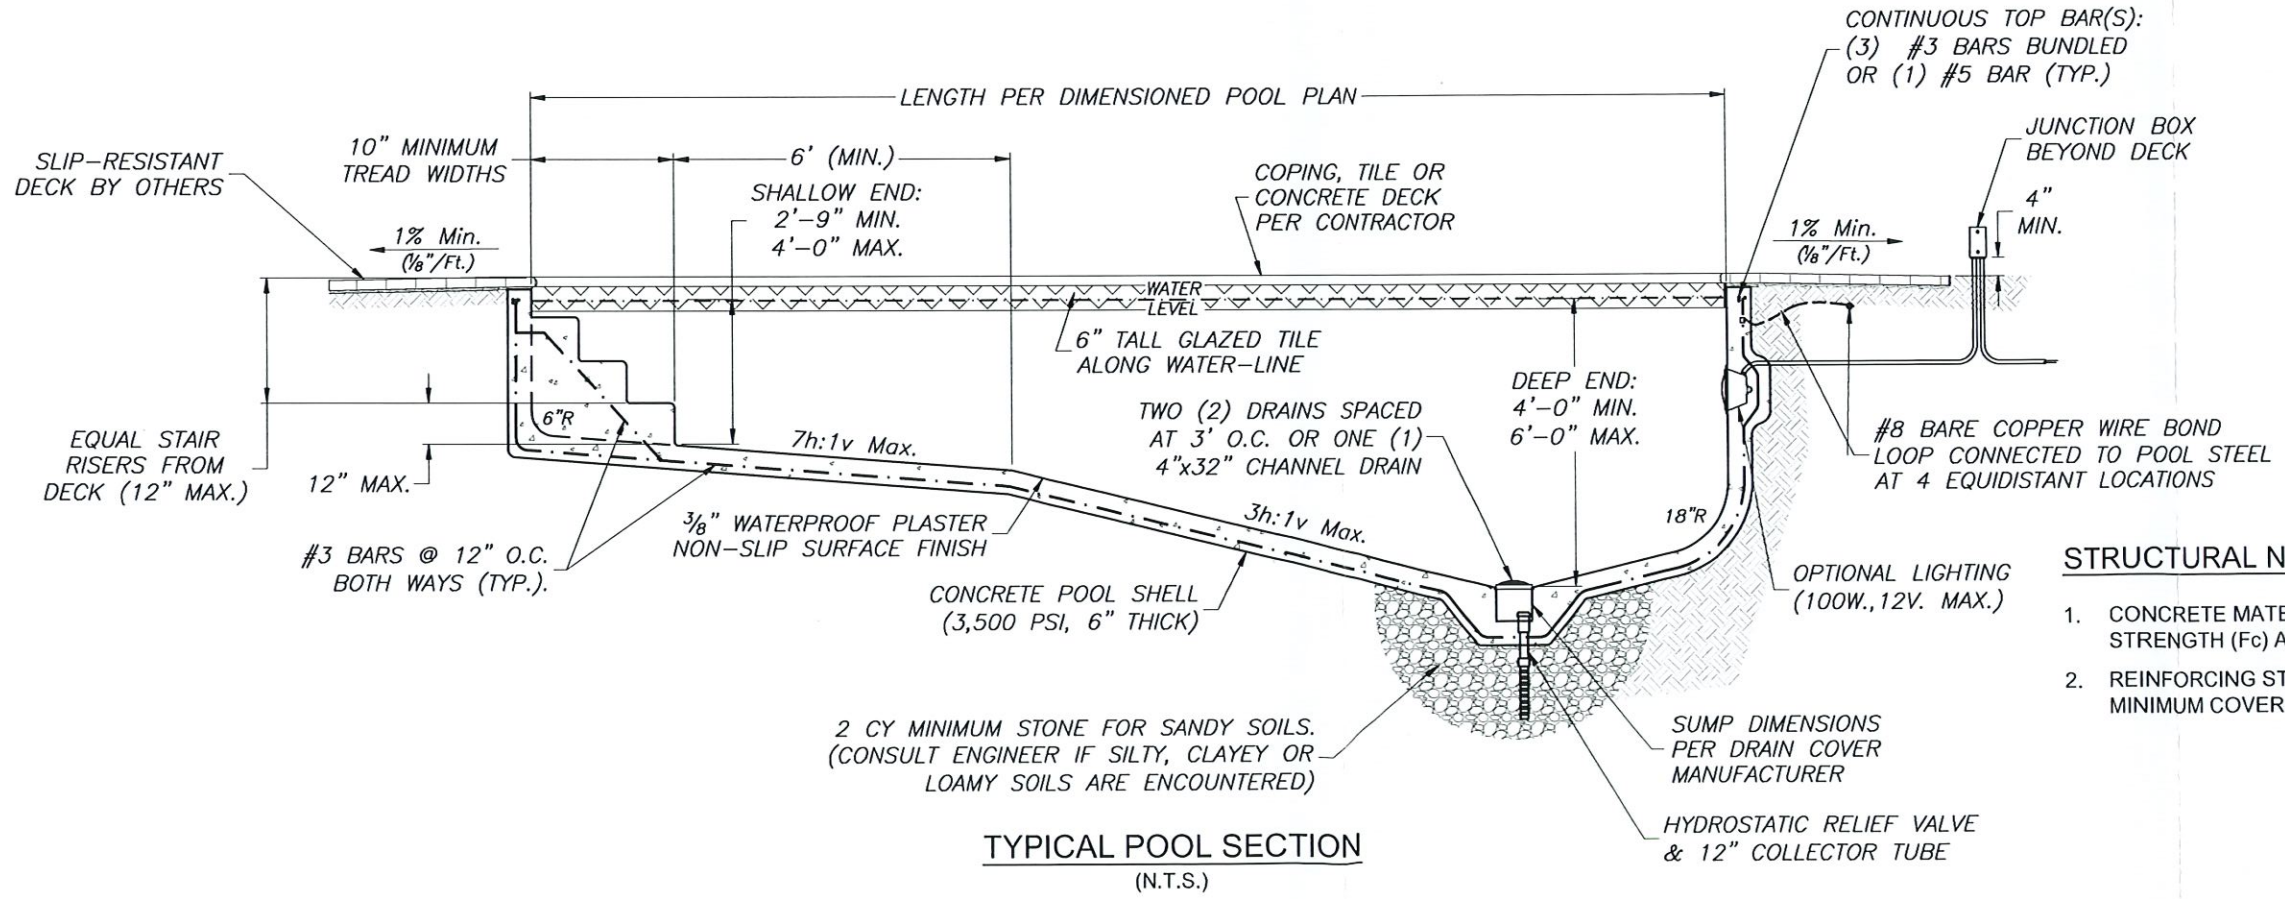 CONTINUOUS TOP BAR(S):
(3) #3 BARS BUNDLED
OR (1) #5 BAR (TYP.)
LENGTH PER DIMENSIONED POOL PLAN
JUNCTION BOX
BEYOND DECK
SLIP-RESISTANT
DECK BY OTHERS
10" MINIMUM
TREAD WIDTHS
6' (MIN.)
SHALLOW END:
2'-9" MIN.
4'-0" MAX.
COPING, TILE OR
CONCRETE DECK
PER CONTRACTOR
4"
MIN.
1% Min.
(1/8"/Ft.)
1% Min.
(1/8"/Ft.)
WATER
LEVEL
6" TALL GLAZED TILE
ALONG WATER-LINE
DEEP END:
4'-0" MIN.
6'-0" MAX.
TWO (2) DRAINS SPACED
AT 3' O.C. OR ONE (1)
4"x32" CHANNEL DRAIN
6"R
7h:1v Max.
EQUAL STAIR
RISERS FROM
DECK (12" MAX.)
12" MAX.
#8 BARE COPPER WIRE BOND
LOOP CONNECTED TO POOL STEEL
AT 4 EQUIDISTANT LOCATIONS
3/8" WATERPROOF PLASTER
NON-SLIP SURFACE FINISH
3h:1v Max.
18"R
#3 BARS @ 12" O.C.
BOTH WAYS (TYP.).
CONCRETE POOL SHELL
(3,500 PSI, 6" THICK)
OPTIONAL LIGHTING
(100W.,12V. MAX.)
STRUCTURAL N
1. CONCRETE MATE
STRENGTH (Fc) A
2. REINFORCING ST
MINIMUM COVER
2 CY MINIMUM STONE FOR SANDY SOILS.
(CONSULT ENGINEER IF SILTY, CLAYEY OR
LOAMY SOILS ARE ENCOUNTERED)
SUMP DIMENSIONS
PER DRAIN COVER
MANUFACTURER
HYDROSTATIC RELIEF VALVE
& 12" COLLECTOR TUBE
TYPICAL POOL SECTION
(N.T.S.)